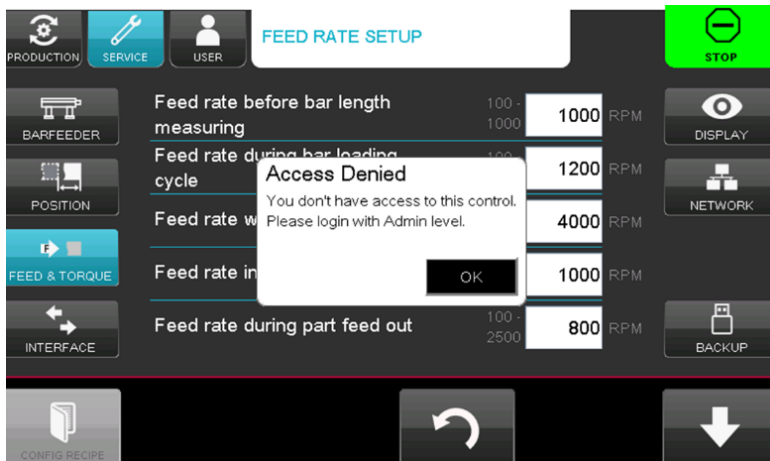 PRODUCTION
SERVICE
USER
FEED RATE SETUP
STOP
BARFEEDER
POSITION
FEED & TORQUE
INTERFACE
Feed rate before bar length
measuring
100 -
1000
1000 RPM
Feed rate during bar loading
cycle
1200 RPM
Feed rate w
4000 RPM
Feed rate in
1000 RPM
Feed rate during part feed out
100 -
2500
800 RPM
Access Denied
You don't have access to this control.
Please login with Admin level.
OK
DISPLAY
NETWORK
BACKUP
CONFIG RECIPE